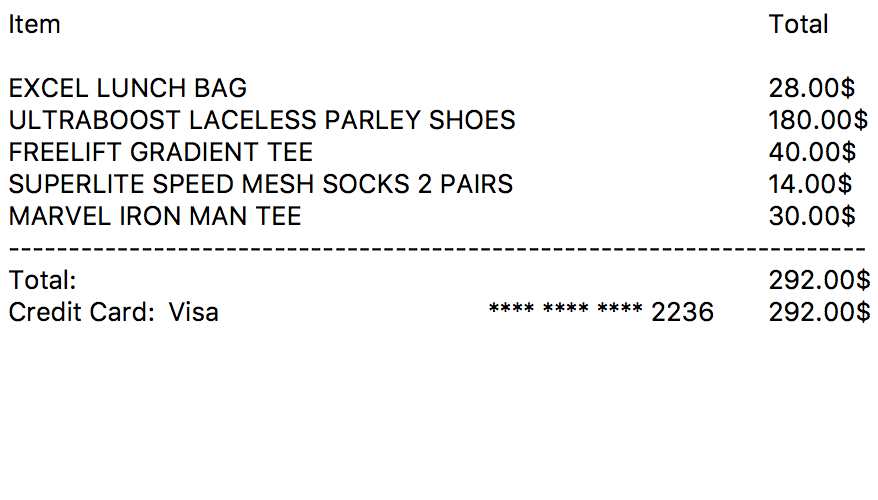 Item Total
EXCEL LUNCH BAG 28.00$
ULTRABOOST LACELESS PARLEY SHOES 180.00$
FREELIFT GRADIENT TEE 40.00$
SUPERLITE SPEED MESH SOCKS 2 PAIRS 14.00$
MARVEL IRON MAN TEE 30.00$
------------------------------------------------------------------------
Total: 292.00$
Credit Card: Visa **** **** **** 2236 292.00$